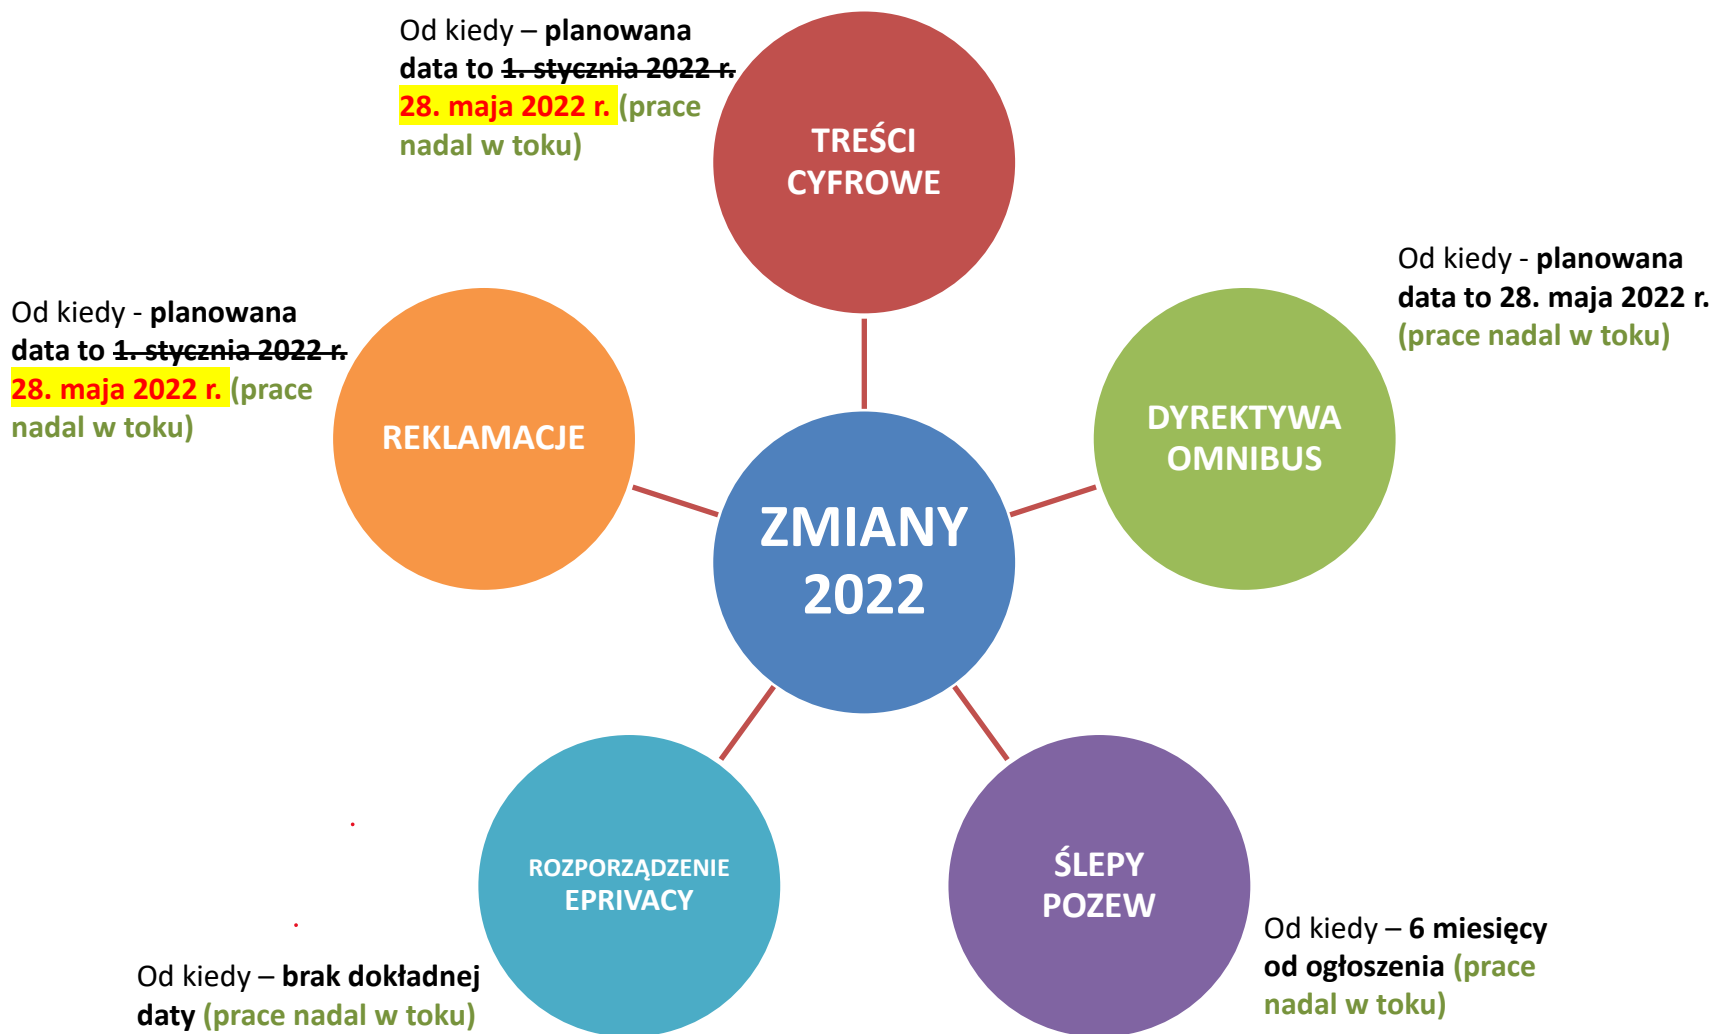 Od kiedy – planowana
data to 1. stycznia 2022 r.
28. maja 2022 r. (prace
nadal w toku)
TREŚCI
CYFROWE
Od kiedy - planowana
data to 28. maja 2022 r.
(prace nadal w toku)
DYREKTYWA
OMNIBUS
Od kiedy - planowana
data to 1. stycznia 2022 r.
28. maja 2022 r. (prace
nadal w toku)
REKLAMACJE
ZMIANY
2022
ROZPORZĄDZENIE
EPRIVACY
Od kiedy – brak dokładnej
daty (prace nadal w toku)
ŚLEPY
POZEW
Od kiedy – 6 miesięcy
od ogłoszenia (prace
nadal w toku)